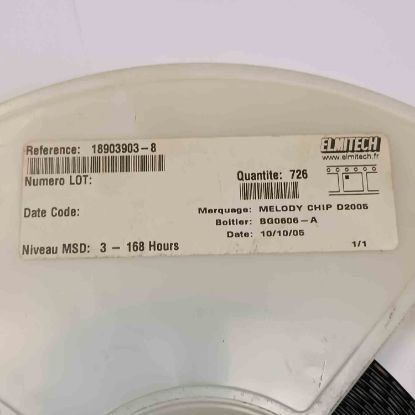 Reference: 18903903-8
ELMITECH
www.elmitech.fr
Numero LOT:
Quantite: 726
Date Code:
Marquage: MELODY CHIP D2005
Boitier: BG0606-A
Date: 10/10/05
Niveau MSD: 3 - 168 Hours
1/1